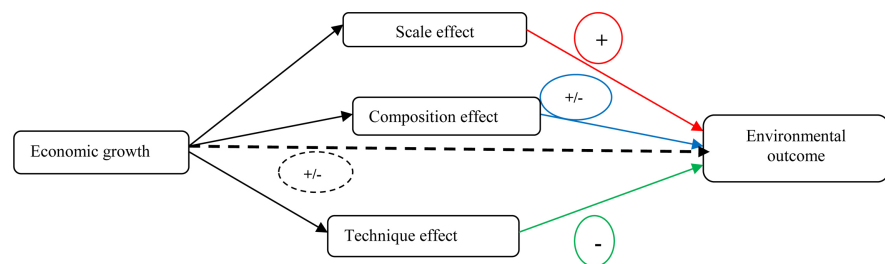 Scale effect
+
+/-
Composition effect
Environmental
outcome
Economic growth
+/-
Technique effect
-